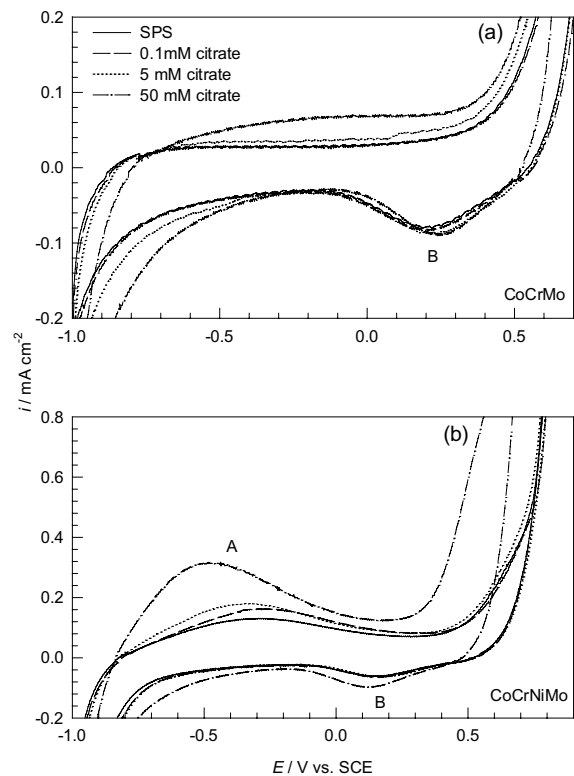 (a)
SPS
0.1mM citrate
5 mM citrate
50 mM citrate
0.2
0.1
0.0
-0.1
-0.2
B
CoCrMo
-1.0 -0.5 0.0 0.5
i / mA cm-2
(b)
0.8
0.6
0.4
0.2
0.0
-0.2
A
B
CoCrNiMo
-1.0 -0.5 0.0 0.5
E / V vs. SCE